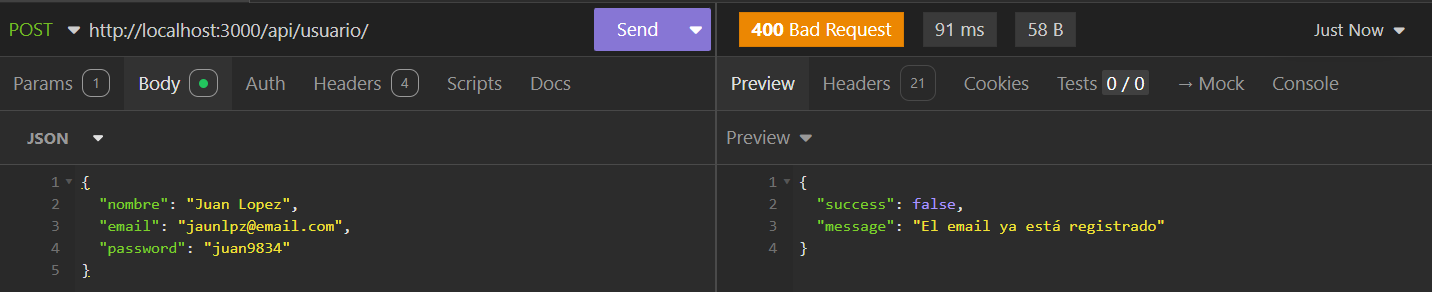 POST http://localhost:3000/api/usuario/ Send 400 Bad Request 91 ms 58 B Just Now
Params 1 Body Auth Headers 4 Scripts Docs Preview Headers 21 Cookies Tests 0 / 0 → Mock Console
JSON Preview
1 {
2 "nombre": "Juan Lopez",
3 "email": "jaunlpz@email.com",
4 "password": "juan9834"
5 }
1 {
2 "success": false,
3 "message": "El email ya está registrado"
4 }